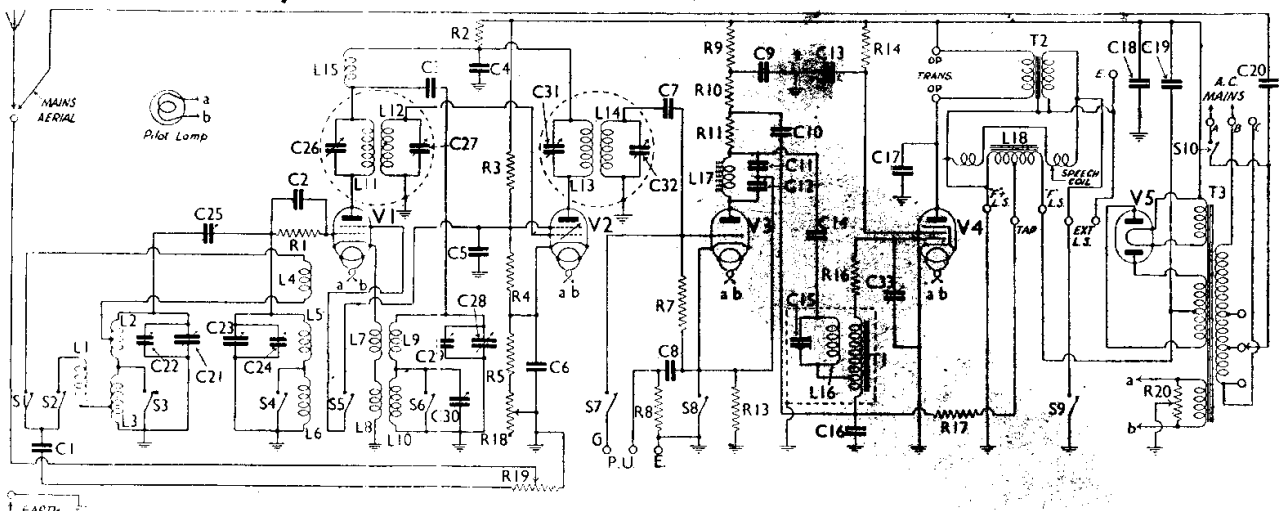 MAINS
AERIAL
a
b
Pilot Lamp
L15
R2
C4
C31
L14
C7
R9
C9
C13
R14
OP
TRANS.
OP
T2
E.
C18
C19
A.C.
MAINS
C20
A
B
C
L12
C26
C27
L11
L13
C32
R3
R10
R11
C10
C11
C12
L17
C17
L18
SPEECH
COIL
F+
L.S.
TAP
F-
L.S.
EXT
L.S.
S10
T3
V5
C25
C2
R1
V1
a b
V2
a b
C5
V3
a b
C14
V4
a b
R16
C33
L4
L2
L1
C22
C21
L3
C23
C24
L5
L6
L7
L9
L8
L10
C28
C30
R4
R5
C6
R7
C8
C15
L16
S1
S2
S3
S4
S5
S6
R18
S7
R8
S8
R13
R17
S9
a
R20
b
C1
R19
G
P.U.
E.
C16
EARTH